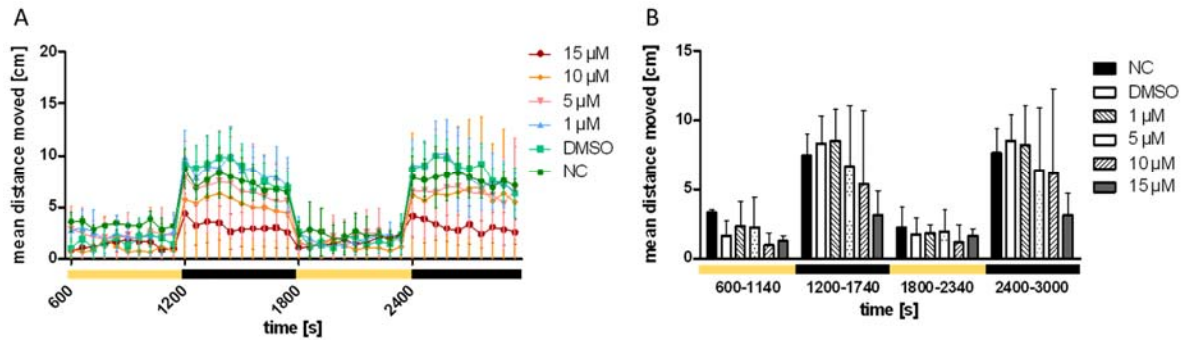 A
mean distance moved [cm]
20
15
10
5
0
600
1200
1800
2400
time [s]
15 µM
10 µM
5 µM
1 µM
DMSO
NC
B
mean distance moved [cm]
15
10
5
0
600-1140
1200-1740
1800-2340
2400-3000
time [s]
NC
DMSO
1 µM
5 µM
10 µM
15 µM